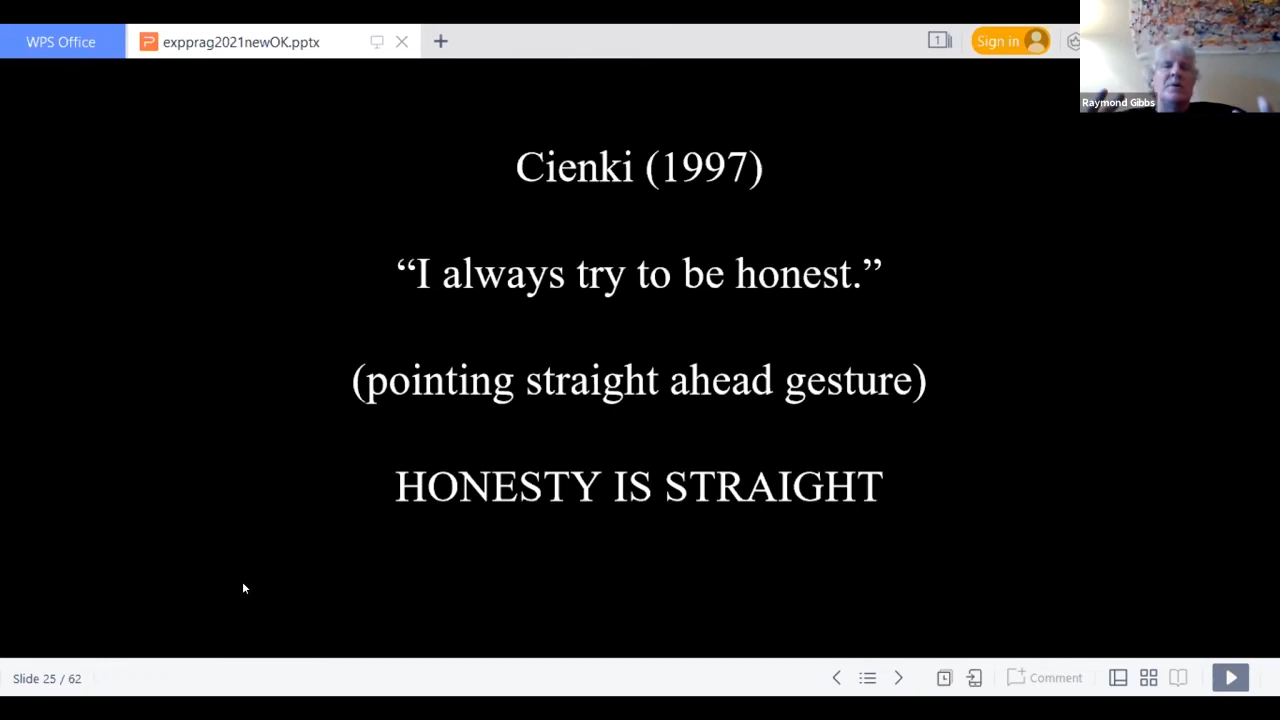 WPS Office
expprag2021newOK.pptx
1
Sign in
Raymond Gibbs
Cienki (1997)
“I always try to be honest.”
(pointing straight ahead gesture)
HONESTY IS STRAIGHT
Slide 25 / 62
Comment